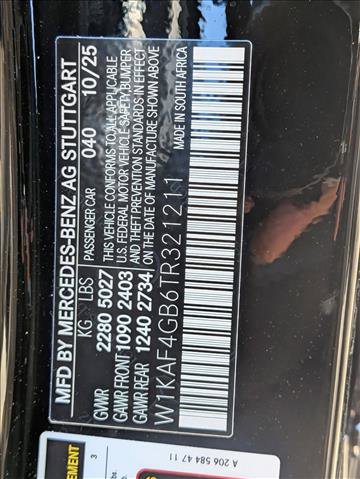 MFD BY MERCEDES-BENZ AG STUTTGART
PASSENGER CAR 040 10/25
KG LBS
GVWR 2280 5027
GAWR FRONT 1090 2403
GAWR REAR 1240 2734
THIS VEHICLE CONFORMS TO ALL APPLICABLE
U.S. FEDERAL MOTOR VEHICLE SAFETY, BUMPER
AND THEFT PREVENTION STANDARDS IN EFFECT
ON THE DATE OF MANUFACTURE SHOWN ABOVE
W1KAF4GB6TR321211
MADE IN SOUTH AFRICA
A 206 584 47 11
EMENT
3